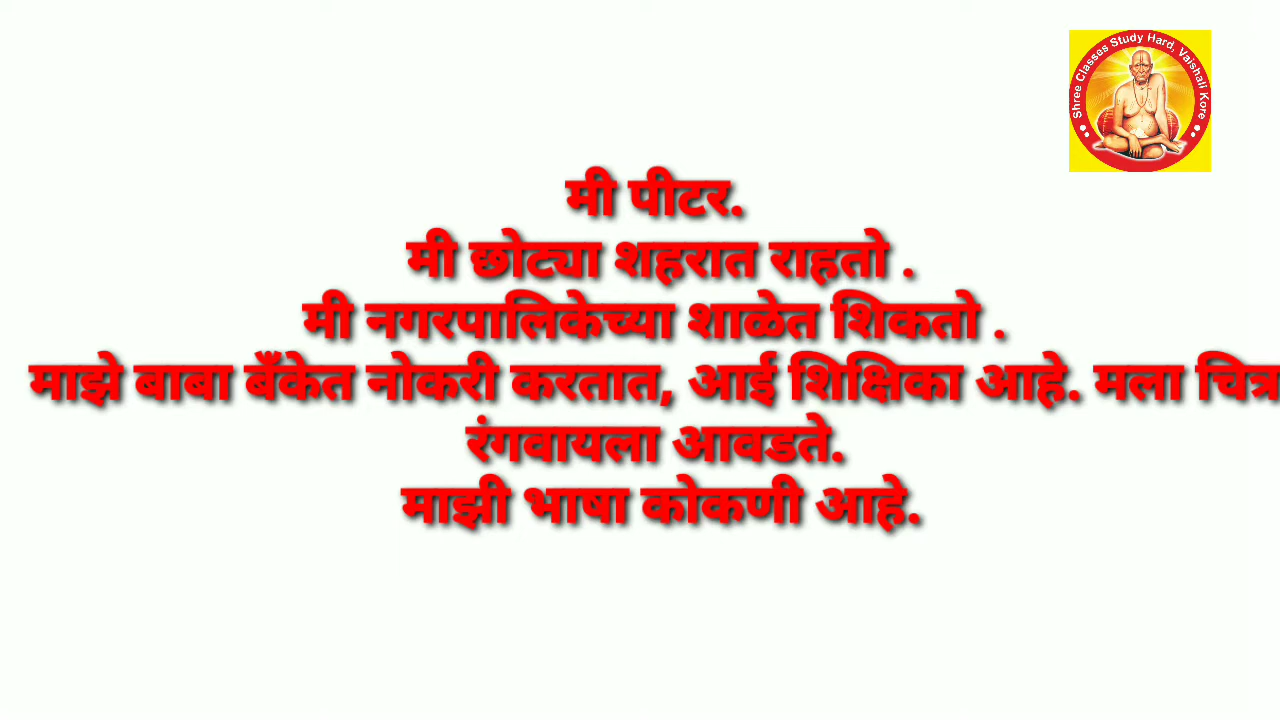 Shree Classes Study Hard, Vaishali Kore
मी पीटर.
मी छोट्या शहरात राहतो .
मी नगरपालिकेच्या शाळेत शिकतो .
माझे बाबा बँकेत नोकरी करतात, आई शिक्षिका आहे. मला चित्र
रंगवायला आवडते.
माझी भाषा कोकणी आहे.